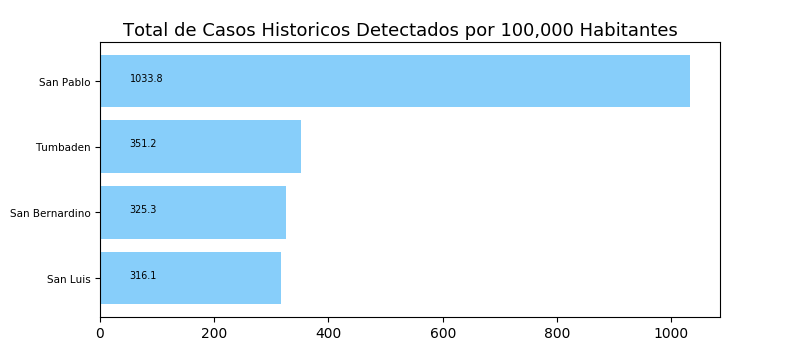 Total de Casos Historicos Detectados por 100,000 Habitantes
San Pablo 1033.8
Tumbaden 351.2
San Bernardino 325.3
San Luis 316.1
0 200 400 600 800 1000